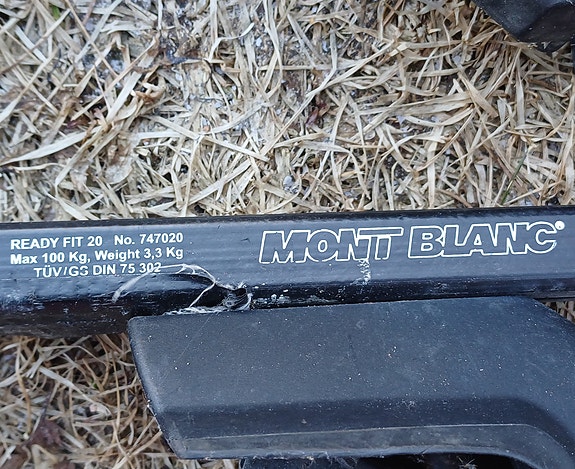 READY FIT 20 No. 747020
Max 100 Kg, Weight 3,3 Kg
TÜV/GS DIN 75 302
MONT BLANC®